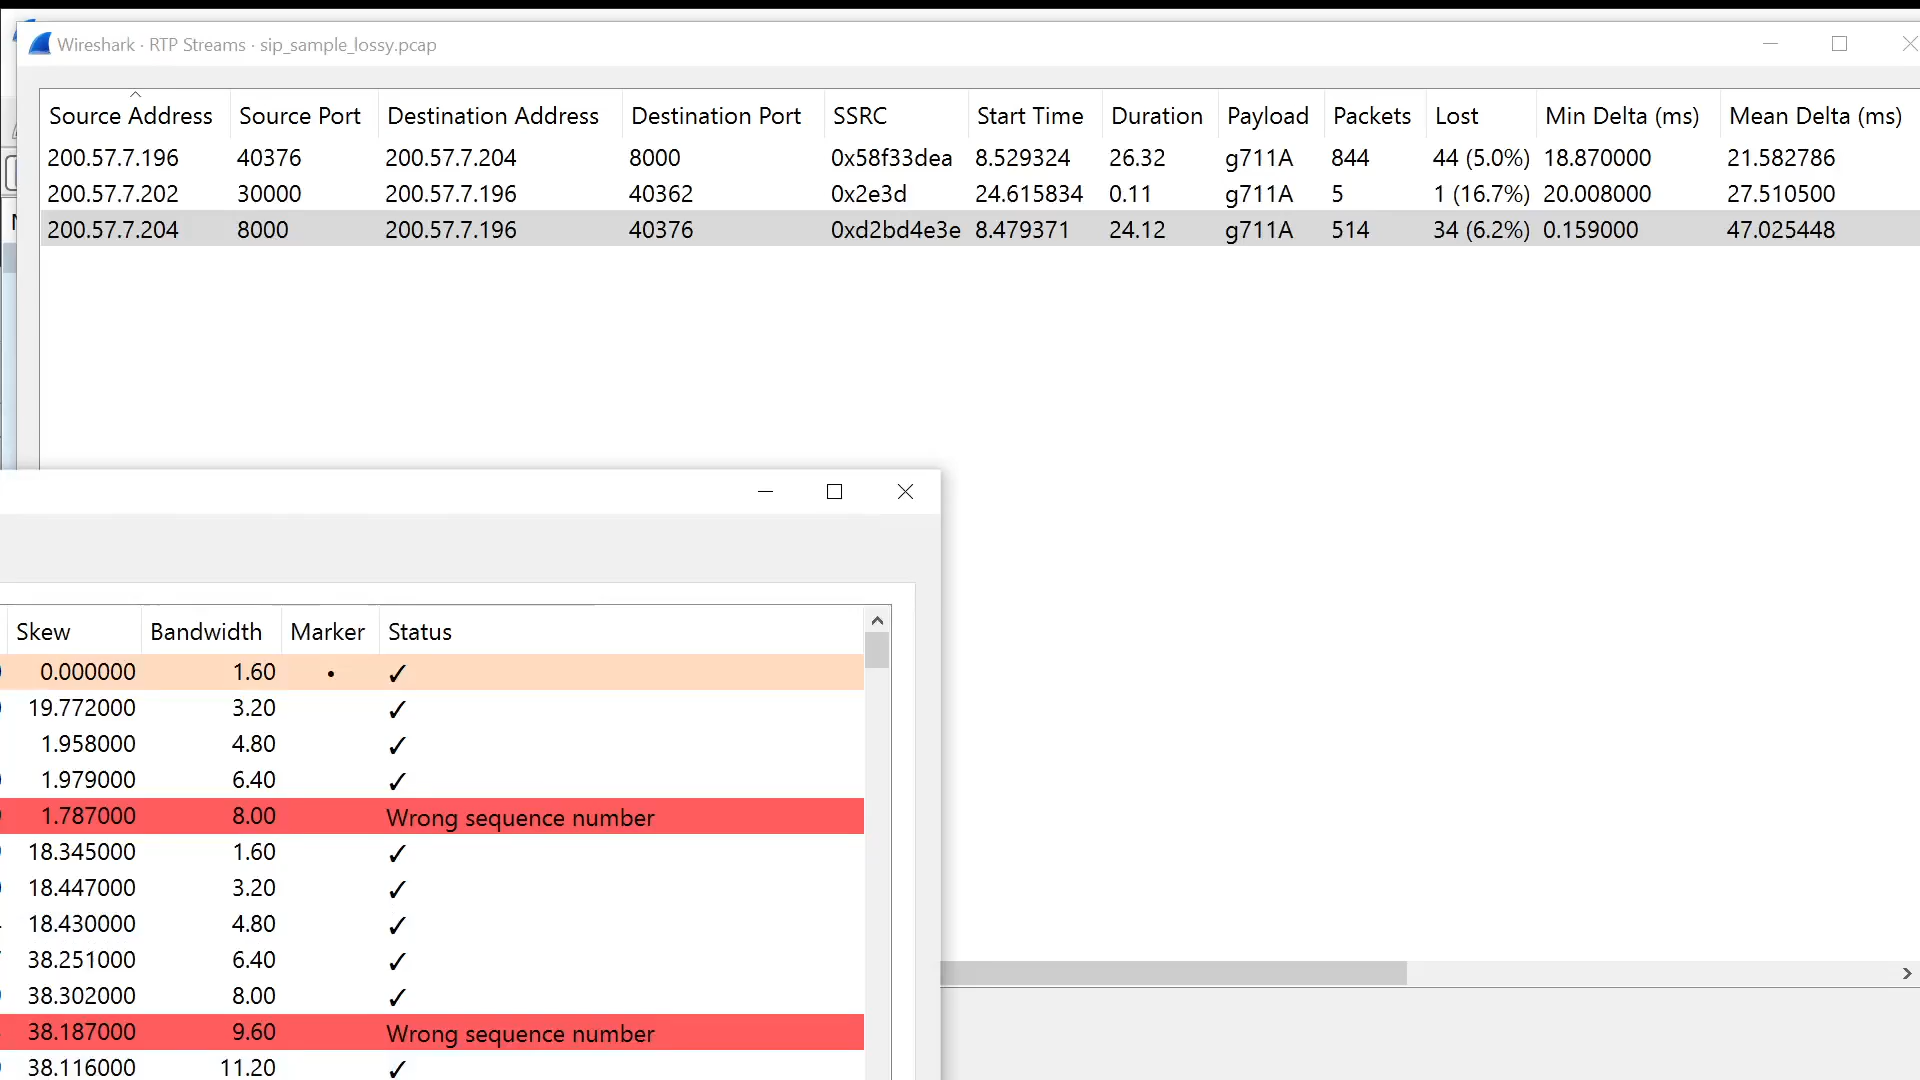 Wireshark · RTP Streams · sip_sample_lossy.pcap
Source Address Source Port Destination Address Destination Port SSRC Start Time Duration Payload Packets Lost Min Delta (ms) Mean Delta (ms)
200.57.7.196 40376 200.57.7.204 8000 0x58f33dea 8.529324 26.32 g711A 844 44 (5.0%) 18.870000 21.582786
200.57.7.202 30000 200.57.7.196 40362 0x2e3d 24.615834 0.11 g711A 5 1 (16.7%) 20.008000 27.510500
200.57.7.204 8000 200.57.7.196 40376 0xd2bd4e3e 8.479371 24.12 g711A 514 34 (6.2%) 0.159000 47.025448
Skew Bandwidth Marker Status
0.000000 1.60 • ✓
19.772000 3.20 ✓
1.958000 4.80 ✓
1.979000 6.40 ✓
1.787000 8.00 Wrong sequence number
18.345000 1.60 ✓
18.447000 3.20 ✓
18.430000 4.80 ✓
38.251000 6.40 ✓
38.302000 8.00 ✓
38.187000 9.60 Wrong sequence number
38.116000 11.20 ✓